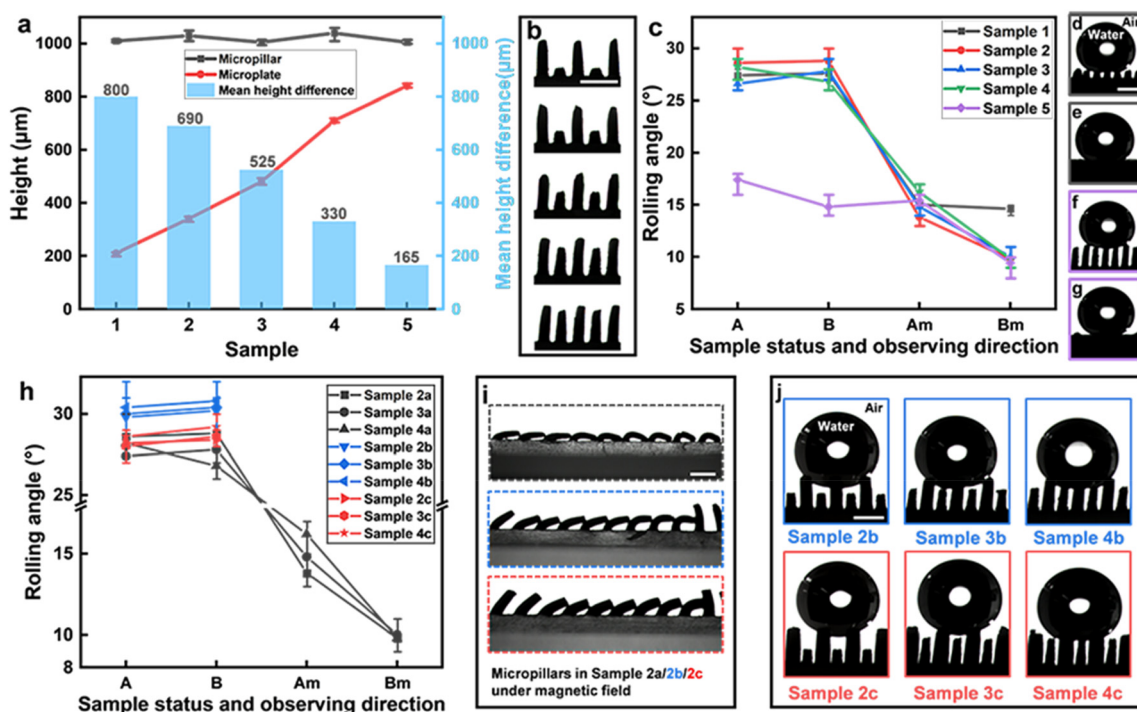 a
Height (µm)
1000
800
600
400
200
0
Micropillar
Microplate
Mean height difference
800
690
525
330
165
1000
800
600
400
200
0
Mean height difference(µm)
1
2
3
4
5
Sample
b
c
Rolling angle (°)
30
25
20
15
10
5
Sample 1
Sample 2
Sample 3
Sample 4
Sample 5
A
B
Am
Bm
Sample status and observing direction
d
Air
Water
e
f
g
h
Rolling angle (°)
30
25
15
10
8
Sample 2a
Sample 3a
Sample 4a
Sample 2b
Sample 3b
Sample 4b
Sample 2c
Sample 3c
Sample 4c
A
B
Am
Bm
Sample status and observing direction
i
Micropillars in Sample 2a/2b/2c
under magnetic field
j
Air
Water
Sample 2b
Sample 3b
Sample 4b
Sample 2c
Sample 3c
Sample 4c